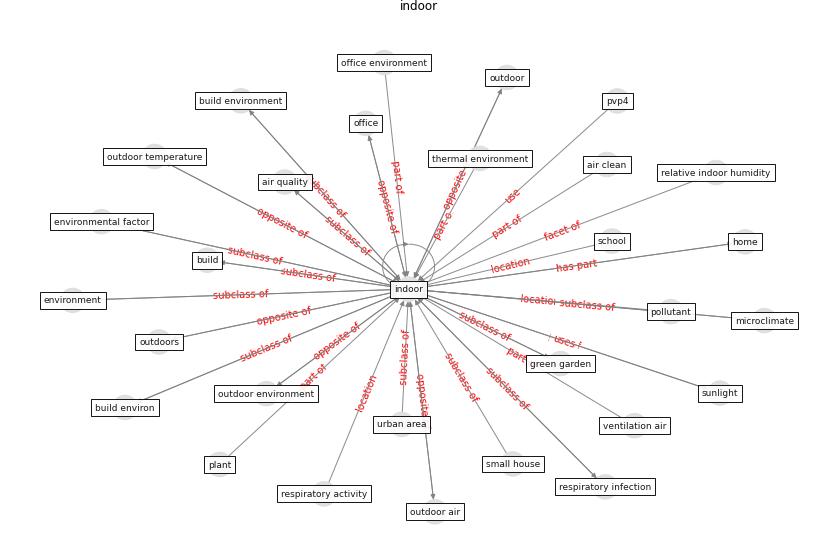 indoor
office environment
outdoor
build environment
pvp4
office
outdoor temperature
thermal environment
air clean
relative indoor humidity
air quality
part of
subclass of
opposite of
opposite
part o
use
environmental factor
opposite of
subclass of
part of
facet of
school
home
subclass of
build
subclass of
location
has part
indoor
environment
subclass of
location
subclass of
pollutant
microclimate
opposite of
outdoors
subclass of
opposite of
subclass of
uses
part
green garden
subclass of
outdoor environment
part of
location
opposite
subclass of
subclass of
sunlight
build environ
urban area
ventilation air
plant
small house
respiratory activity
respiratory infection
outdoor air